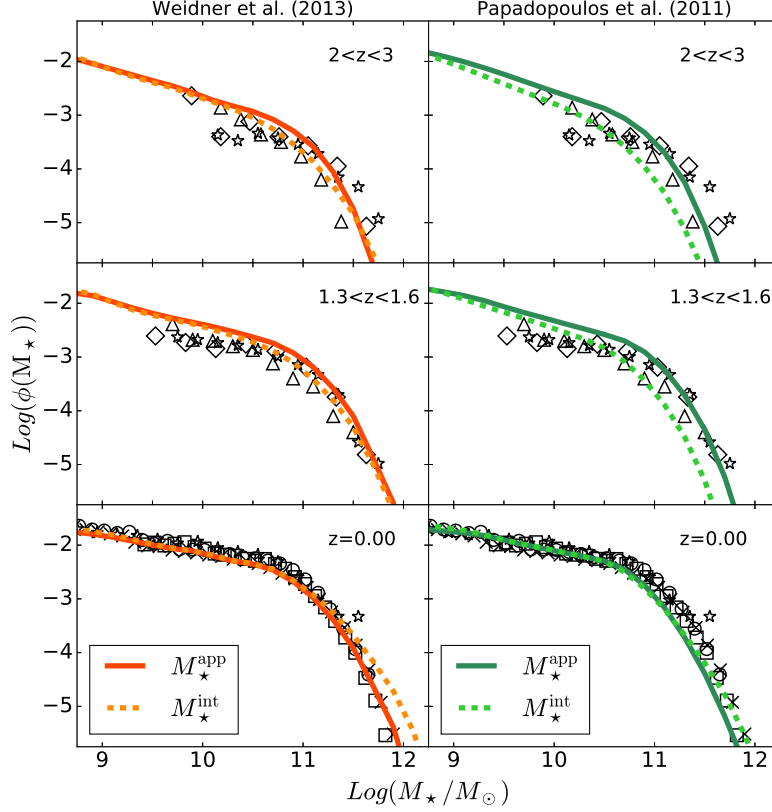 Weidner et al. (2013)
Papadopoulos et al. (2011)
2<z<3
2<z<3
−2
−3
−4
−5
1.3<z<1.6
1.3<z<1.6
−2
−3
−4
−5
Log(ϕ(M⋆))
z=0.00
z=0.00
−2
−3
−4
−5
M⋆^app
M⋆^int
M⋆^app
M⋆^int
9 10 11 12
9 10 11 12
Log(M⋆/M⊙)